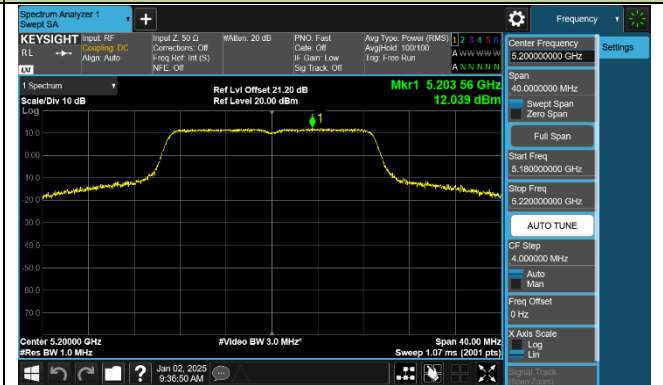 Spectrum Analyzer 1
Swept SA
Frequency
KEYSIGHT
RL
LXI
Input: RF
Coupling: DC
Align: Auto
Input Z: 50 Ω
Corrections: Off
Freq Ref: Int (S)
NFE: Off
#Atten: 20 dB
PNO: Fast
Gate: Off
IF Gain: Low
Sig Track: Off
Avg Type: Power (RMS)
Avg|Hold: 100/100
Trig: Free Run
1 2 3 4 5 6
A W W W W W
A N N N N N
1 Spectrum
Scale/Div 10 dB
Log
Ref Lvl Offset 21.20 dB
Ref Level 20.00 dBm
Mkr1 5.203 56 GHz
12.039 dBm
1
10.0
0.00
-10.0
-20.0
-30.0
-40.0
-50.0
-60.0
-70.0
Center 5.20000 GHz
#Res BW 1.0 MHz
#Video BW 3.0 MHz*
Span 40.00 MHz
Sweep 1.07 ms (2001 pts)
Center Frequency
5.200000000 GHz
Settings
Span
40.0000000 MHz
Swept Span
Zero Span
Full Span
Start Freq
5.180000000 GHz
Stop Freq
5.220000000 GHz
AUTO TUNE
CF Step
4.000000 MHz
Auto
Man
Freq Offset
0 Hz
X Axis Scale
Log
Lin
Signal Track
(Span Zoom)
?
Jan 02, 2025
9:36:50 AM